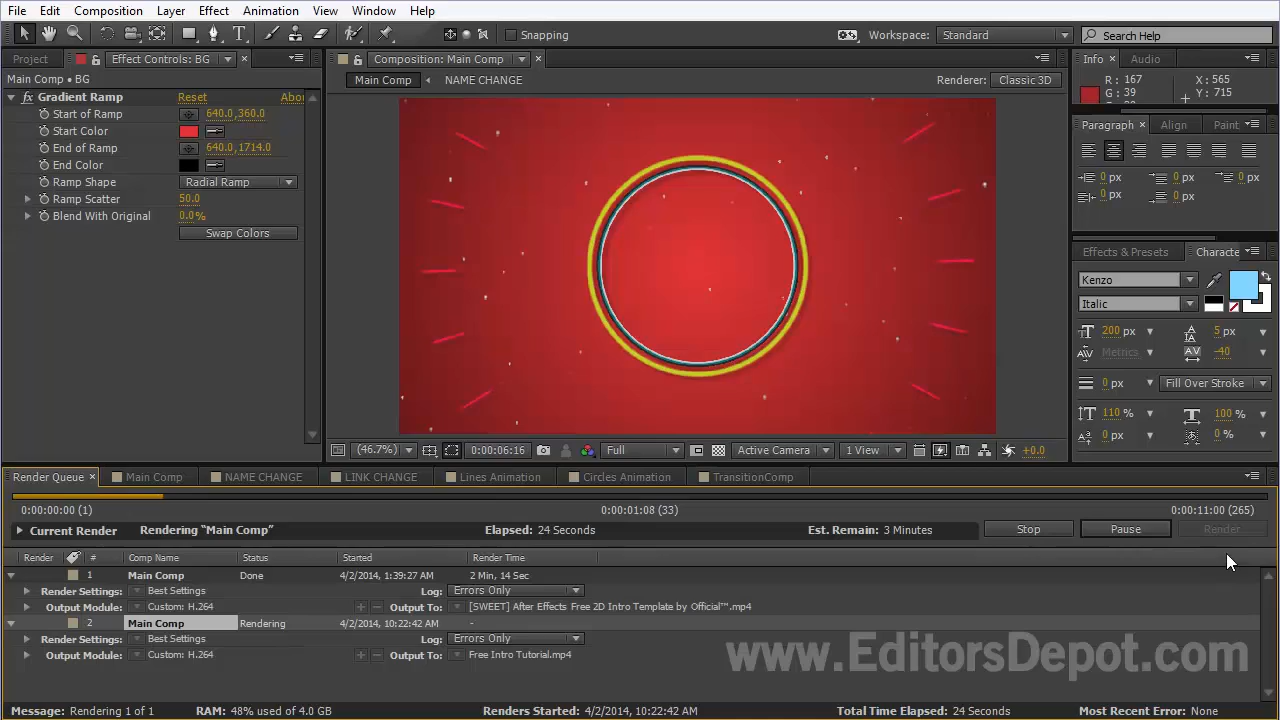 File Edit Composition Layer Effect Animation View Window Help
Snapping Workspace: Standard Search Help
Project Effect Controls: BG Composition: Main Comp Info Audio
Main Comp • BG Main Comp NAME CHANGE Renderer: Classic 3D R : 167 X : 565
G : 39 Y : 715
fx Gradient Ramp Reset
Start of Ramp 640.0,360.0
Start Color
End of Ramp 640.0,1714.0
End Color
Ramp Shape Radial Ramp
Ramp Scatter 50.0
Blend With Original 0.0%
Swap Colors
Paragraph Align Paint
0 px 0 px 0 px
0 px 0 px
Effects & Presets Characte
Kenzo
Italic
200 px 5 px
Metrics -40
0 px Fill Over Stroke
110 % 100 %
0 px 0 %
(46.7%) 0:00:06:16 Full Active Camera 1 View +0.0
Render Queue Main Comp NAME CHANGE LINK CHANGE Lines Animation Circles Animation TransitionComp
0:00:00:00 (1) 0:00:01:08 (33) 0:00:11:00 (265)
Current Render Rendering “Main Comp” Elapsed: 24 Seconds Est. Remain: 3 Minutes Stop Pause Render
Render # Comp Name Status Started Render Time
1 Main Comp Done 4/2/2014, 1:39:27 AM 2 Min, 14 Sec
Render Settings: Best Settings Log: Errors Only
Output Module: Custom: H.264 Output To: [SWEET] After Effects Free 2D Intro Template by Official™.mp4
2 Main Comp Rendering 4/2/2014, 10:22:42 AM -
Render Settings: Best Settings Log: Errors Only
Output Module: Custom: H.264 Output To: Free Intro Tutorial.mp4
www.EditorsDepot.com
Message: Rendering 1 of 1 RAM: 48% used of 4.0 GB Renders Started: 4/2/2014, 10:22:42 AM Total Time Elapsed: 24 Seconds Most Recent Error: None